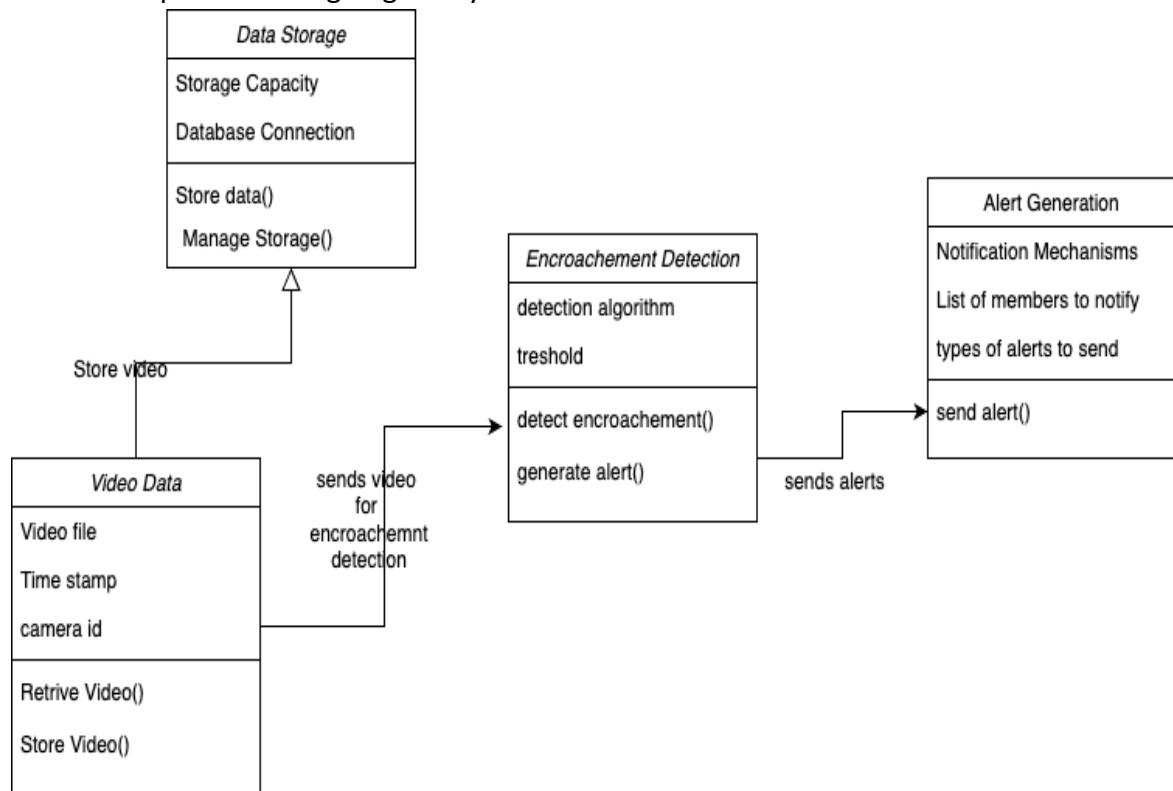 Data Storage
Storage Capacity
Database Connection
Store data()
Manage Storage()
Store video
Video Data
Video file
Time stamp
camera id
Retrive Video()
Store Video()
sends video
for
encroachemnt
detection
Encroachement Detection
detection algorithm
treshold
detect encroachement()
generate alert()
sends alerts
Alert Generation
Notification Mechanisms
List of members to notify
types of alerts to send
send alert()